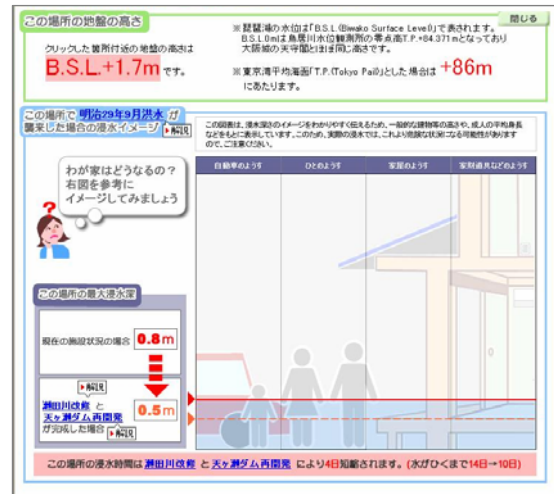 この場所の地盤の高さ
閉じる
クリックした箇所付近の地盤の高さは
B.S.L.+1.7m です。
※琵琶湖の水位は「B.S.L.(Biwako Surface Level)」で表されます。
B.S.L.0mは鳥居川水位観測所の零点高T.P.+84.371mとなっており
大阪城の天守閣とほぼ同じ高さです。
※東京湾平均海面「T.P.(Tokyo Pail)」とした場合は +86m
にあたります。
この場所で 明治29年9月洪水 が
襲来した場合の浸水イメージ ▶解説
この図表は、浸水深さのイメージをわかりやすく伝えるため、一般的な建物等の高さや、成人の平均身長
などをもとに表示しています。このため、実際の浸水では、これより危険な状況になる可能性があります
ので、ご注意ください。
わが家はどうなるの？
右図を参考に
イメージしてみましょう
自動車のようす
ひとのようす
家屋のようす
家財道具などのようす
この場所の最大浸水深
現在の施設状況の場合 0.8m
▶解説
瀬田川改修 と
天ヶ瀬ダム再開発
が完成した場合 ▶解説
0.5m
この場所の浸水時間は 瀬田川改修 と 天ヶ瀬ダム再開発 により4日短縮されます。(水がひくまで14日→10日)